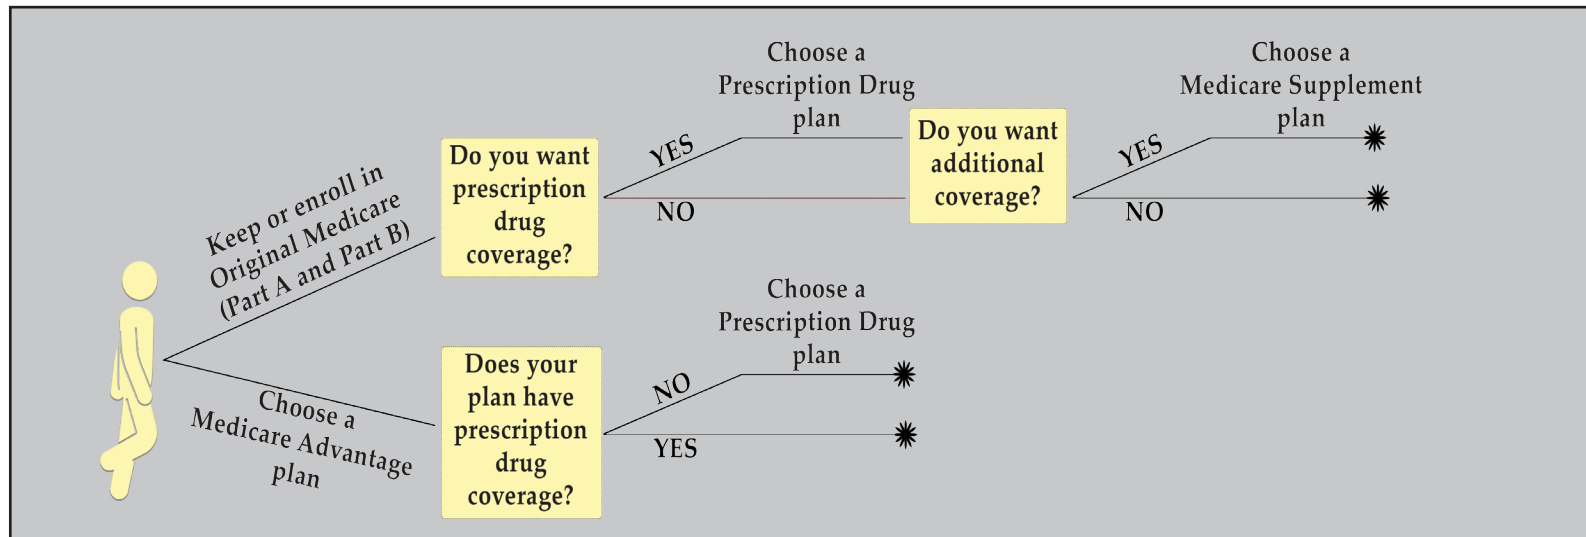 Keep or enroll in
Original Medicare
(Part A and Part B)
Do you want
prescription
drug
coverage?
YES
NO
Choose a
Prescription Drug
plan
Do you want
additional
coverage?
YES
NO
Choose a
Medicare Supplement
plan
Choose a
Medicare Advantage
plan
Does your
plan have
prescription
drug
coverage?
NO
YES
Choose a
Prescription Drug
plan